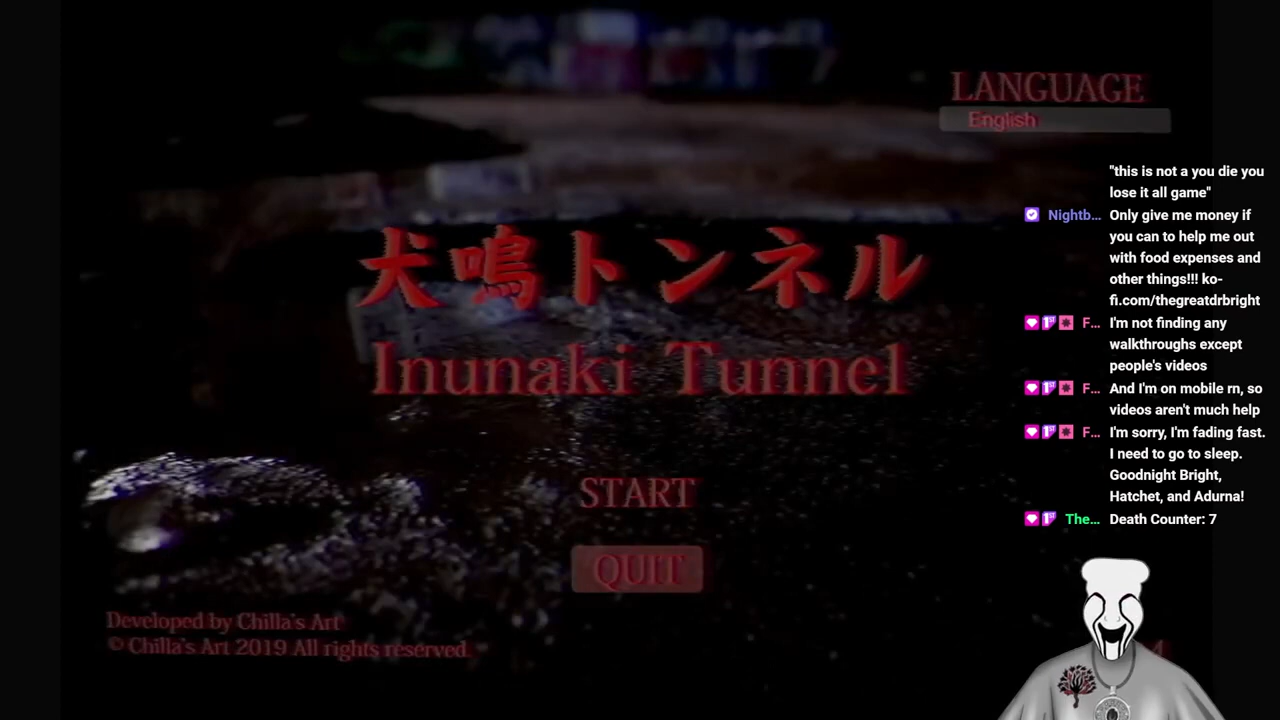 LANGUAGE
English
犬鳴トンネル
Inunaki Tunnel
START
QUIT
Developed by Chilla's Art
© Chilla's Art 2019 All rights reserved.
"this is not a you die you
lose it all game"
Nightb... Only give me money if
you can to help me out
with food expenses and
other things!!! ko-
fi.com/thegreatdrbright
F... I'm not finding any
walkthroughs except
people's videos
F... And I'm on mobile rn, so
videos aren't much help
F... I'm sorry, I'm fading fast.
I need to go to sleep.
Goodnight Bright,
Hatchet, and Adurna!
The... Death Counter: 7